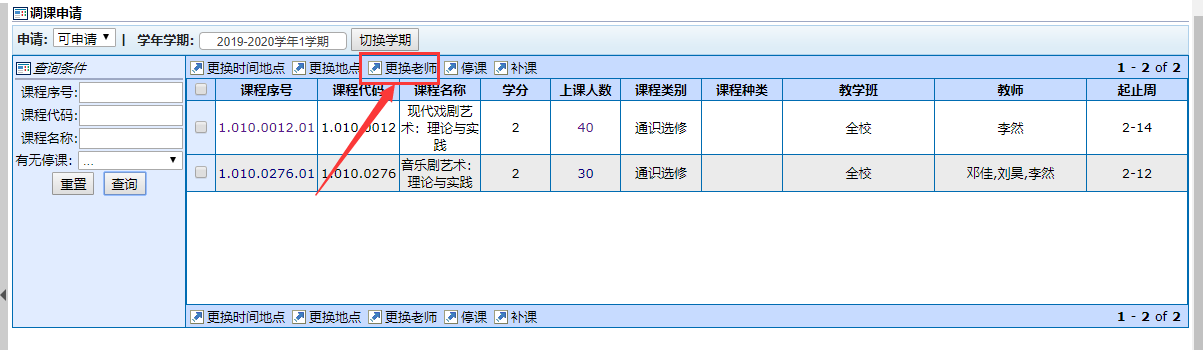 调课申请
申请: 可申请 | 学年学期: 2019-2020学年1学期 切换学期
查询条件
课程序号:
课程代码:
课程名称:
有无停课: ...
重置 查询
更换时间地点 更换地点 更换老师 停课 补课 1 - 2 of 2
课程序号 课程代码 课程名称 学分 上课人数 课程类别 课程种类 教学班 教师 起止周
1.010.0012.01 1.010.0012 现代戏剧艺术：理论与实践 2 40 通识选修 全校 李然 2-14
1.010.0276.01 1.010.0276 音乐剧艺术：理论与实践 2 30 通识选修 全校 邓佳,刘昊,李然 2-12
更换时间地点 更换地点 更换老师 停课 补课 1 - 2 of 2